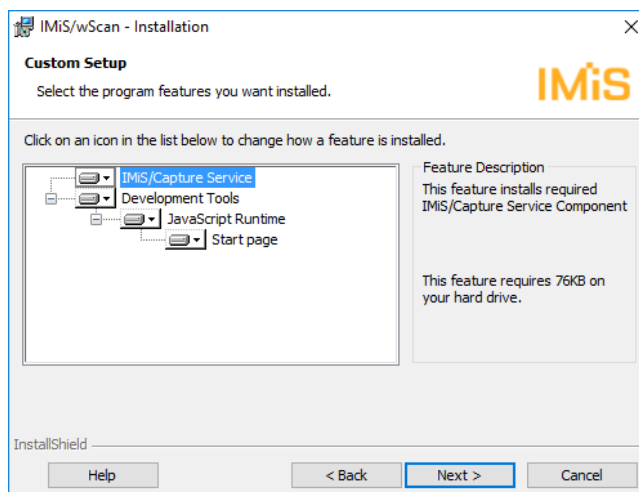 IMiS/wScan - Installation
Custom Setup
Select the program features you want installed.
IMiS
Click on an icon in the list below to change how a feature is installed.
IMiS/Capture Service
Development Tools
JavaScript Runtime
Start page
Feature Description
This feature installs required
IMiS/Capture Service Component
This feature requires 76KB on
your hard drive.
InstallShield
Help
< Back
Next >
Cancel